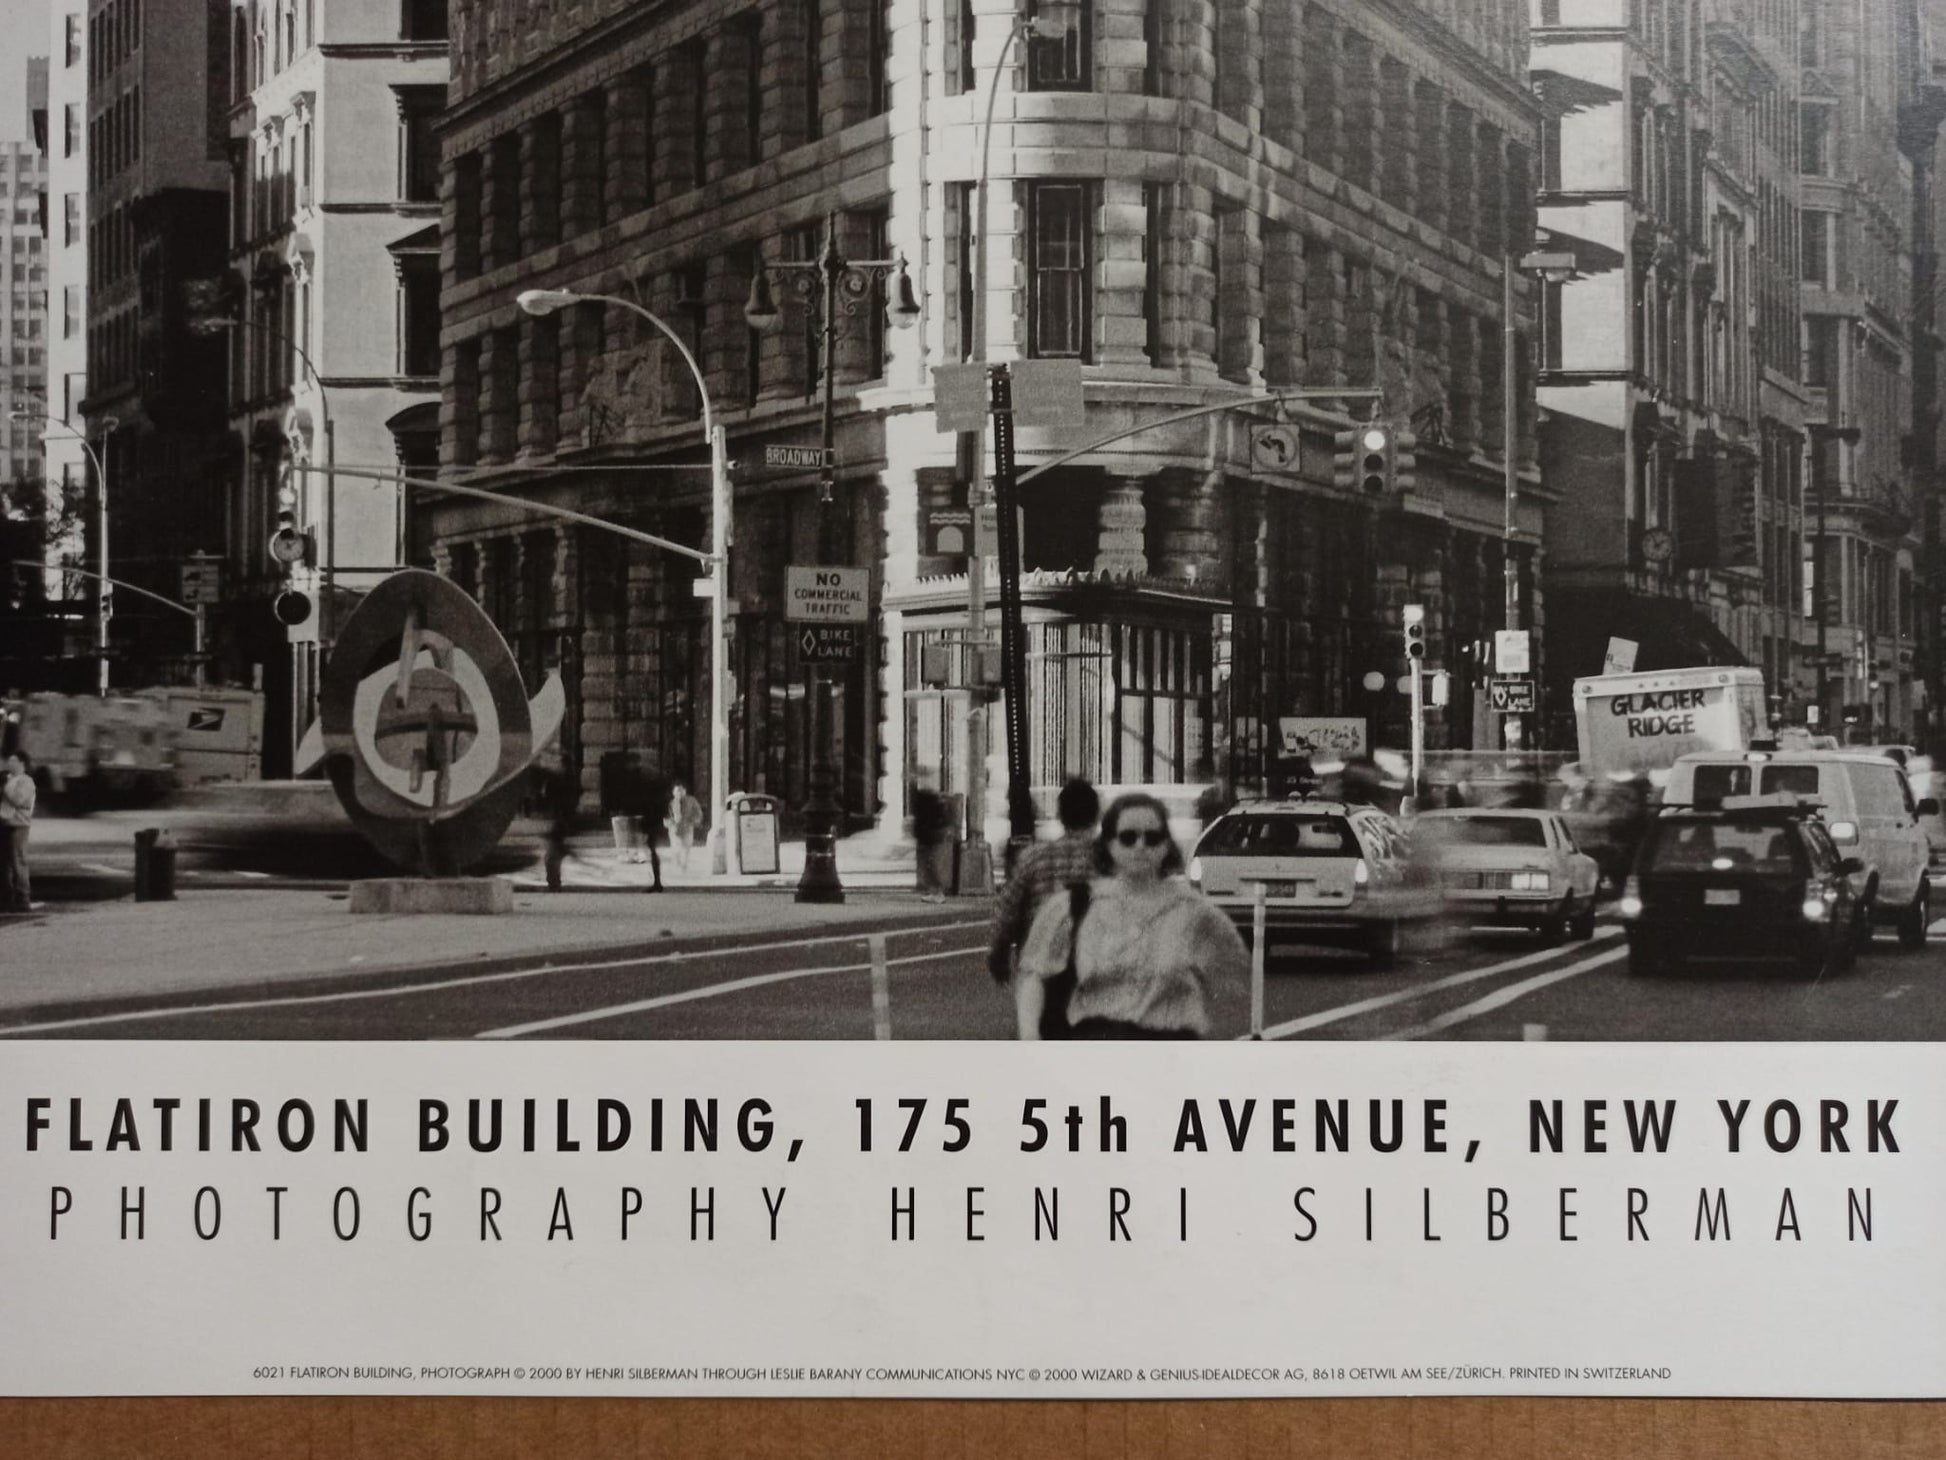 BROADWAY
NO
COMMERCIAL
TRAFFIC
BIKE
LANE
BIKE
LANE
GLACIER
RIDGE
FLATIRON BUILDING, 175 5th AVENUE, NEW YORK
PHOTOGRAPHY HENRI SILBERMAN
6021 FLATIRON BUILDING, PHOTOGRAPH © 2000 BY HENRI SILBERMAN THROUGH LESLIE BARANY COMMUNICATIONS NYC © 2000 WIZARD & GENIUS-IDEALDECOR AG, 8618 OETWIL AM SEE/ZÜRICH. PRINTED IN SWITZERLAND